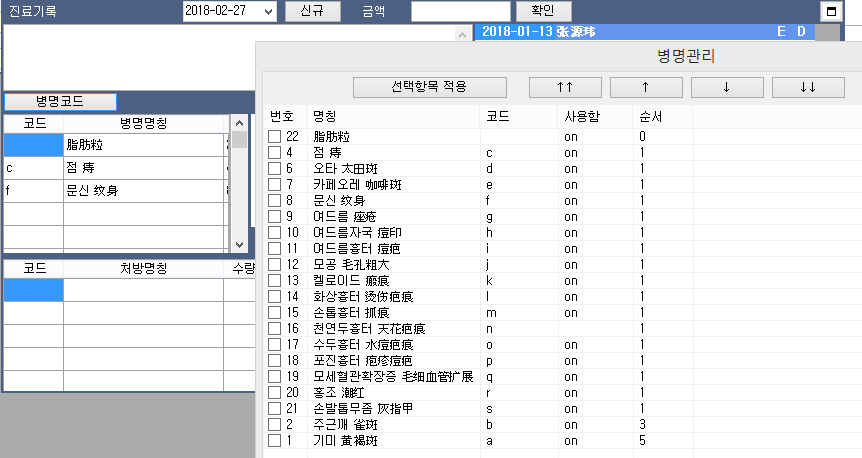 진료기록 2018-02-27 신규 금액 확인
2018-01-13 张源玮 E D
병명코드
코드 병명명칭
脂肪粒
c 점 痔
f 문신 纹身
코드 처방명칭 수량
병명관리
선택항목 적용 ↑↑ ↑ ↓ ↓↓
번호 명칭 코드 사용함 순서
22 脂肪粒 on 0
4 점 痔 c on 1
6 오타 太田斑 d on 1
7 카페오레 咖啡斑 e on 1
8 문신 纹身 f on 1
9 여드름 痤疮 g on 1
10 여드름자국 痘印 h on 1
11 여드름흉터 痘疤 i on 1
12 모공 毛孔粗大 j on 1
13 켈로이드 瘢痕 k on 1
14 화상흉터 烫伤疤痕 l on 1
15 손톱흉터 抓痕 m on 1
16 천연두흉터 天花疤痕 n 1
17 수두흉터 水痘疤痕 o on 1
18 포진흉터 疱疹痘疤 p on 1
19 모세혈관확장증 毛细血管扩展 q on 1
20 홍조 潮红 r on 1
21 손발톱무좀 灰指甲 s on 1
2 주근깨 雀斑 b on 3
1 기미 黄褐斑 a on 5